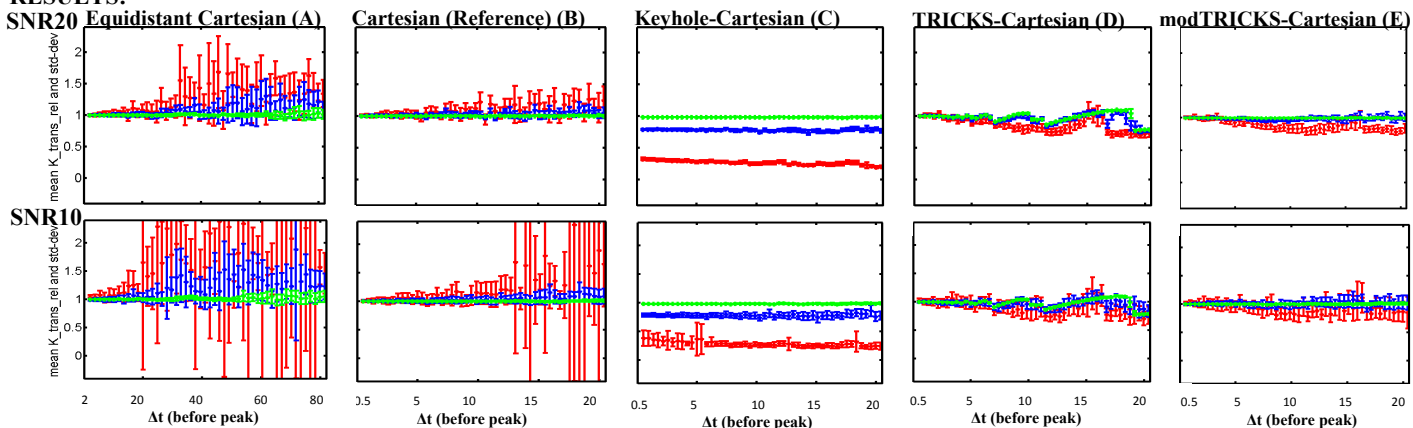 RESULTS:
SNR20 Equidistant Cartesian (A) Cartesian (Reference) (B) Keyhole-Cartesian (C) TRICKS-Cartesian (D) modTRICKS-Cartesian (E)
mean K_trans_rel and std-dev
2
1.5
1
0.5
0
SNR10
mean K_trans_rel and std-dev
2
1.5
1
0.5
0
2 20 40 60 80 0.5 5 10 15 20 0.5 5 10 15 20 0.5 5 10 15 20 0.5 5 10 15 20
Δt (before peak) Δt (before peak) Δt (before peak) Δt (before peak) Δt (before peak)